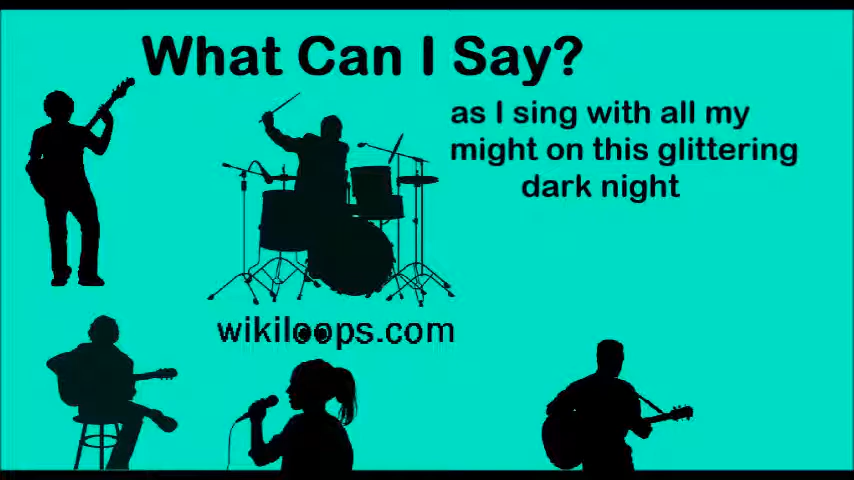 What Can I Say?
as I sing with all my
might on this glittering
dark night
wikiloops.com